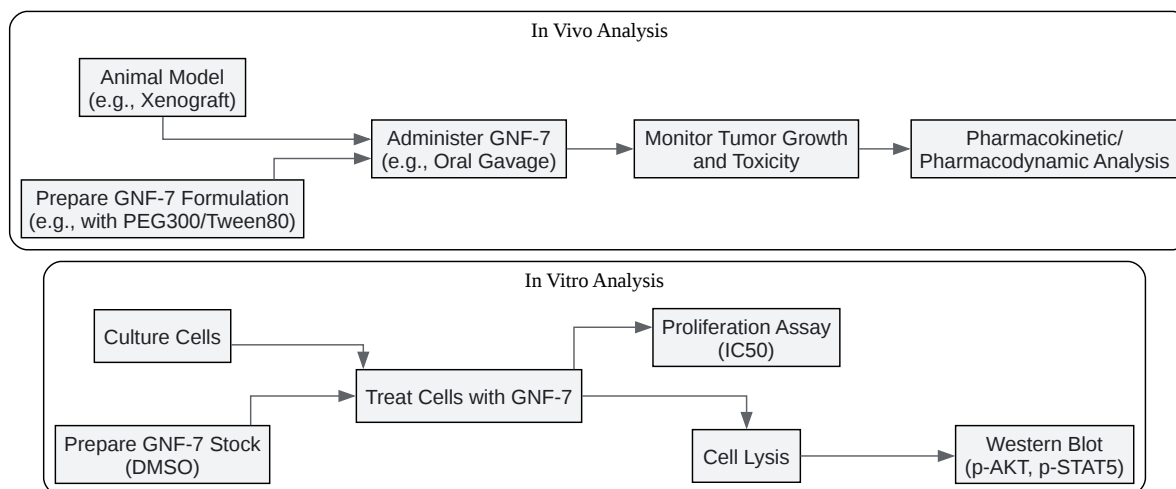 In Vivo Analysis
Animal Model
(e.g., Xenograft)
Prepare GNF-7 Formulation
(e.g., with PEG300/Tween80)
Administer GNF-7
(e.g., Oral Gavage)
Monitor Tumor Growth
and Toxicity
Pharmacokinetic/
Pharmacodynamic Analysis
In Vitro Analysis
Culture Cells
Prepare GNF-7 Stock
(DMSO)
Treat Cells with GNF-7
Proliferation Assay
(IC50)
Cell Lysis
Western Blot
(p-AKT, p-STAT5)